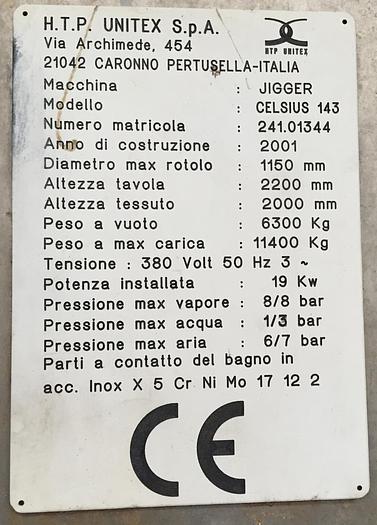 H.T.P. UNITEX S.p.A.
Via Archimede, 454
HTP UNITEX
21042 CARONNO PERTUSELLA-ITALIA
Macchina : JIGGER
Modello : CELSIUS 143
Numero matricola : 241.01344
Anno di costruzione : 2001
Diametro max rotolo : 1150 mm
Altezza tavola : 2200 mm
Altezza tessuto : 2000 mm
Peso a vuoto : 6300 Kg
Peso a max carica : 11400 Kg
Tensione : 380 Volt 50 Hz 3 ~
Potenza installata : 19 Kw
Pressione max vapore : 8/8 bar
Pressione max acqua : 1/3 bar
Pressione max aria : 6/7 bar
Parti a contatto del bagno in
acc. Inox X 5 Cr Ni Mo 17 12 2
CE